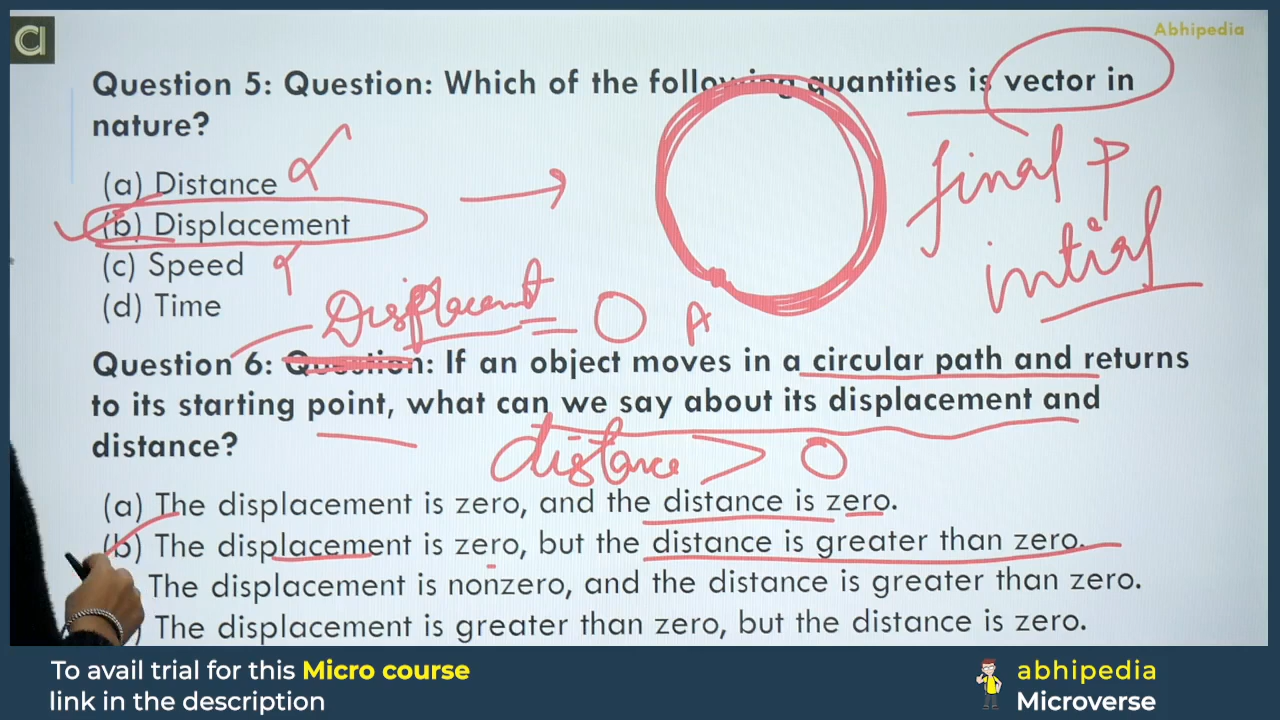 Abhipedia
Question 5: Question: Which of the following quantities is vector in
nature?
(a) Distance
(b) Displacement
(c) Speed
(d) Time
final P
intial
Displacent = 0
A
Question 6: Question: If an object moves in a circular path and returns
to its starting point, what can we say about its displacement and
distance?
distance > 0
(a) The displacement is zero, and the distance is zero.
(b) The displacement is zero, but the distance is greater than zero.
The displacement is nonzero, and the distance is greater than zero.
) The displacement is greater than zero, but the distance is zero.
To avail trial for this Micro course
link in the description
abhipedia
Microverse